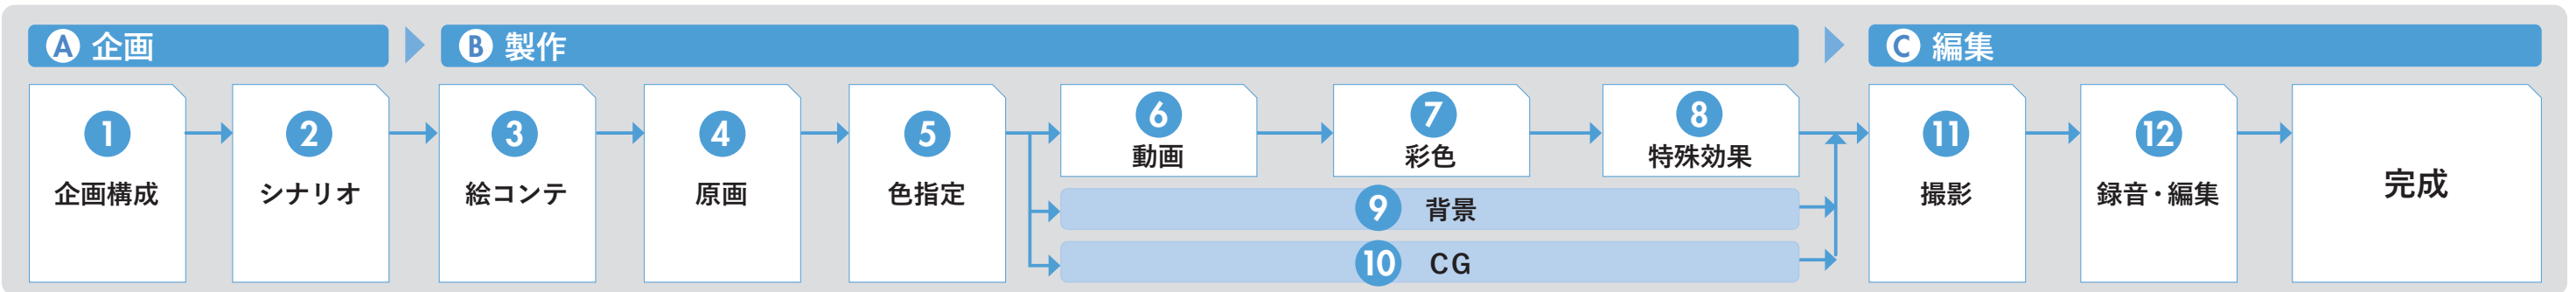 A 企画
B 製作
C 編集
1
企画構成
2
シナリオ
3
絵コンテ
4
原画
5
色指定
6
動画
7
彩色
8
特殊効果
9 背景
10 CG
11
撮影
12
録音・編集
完成